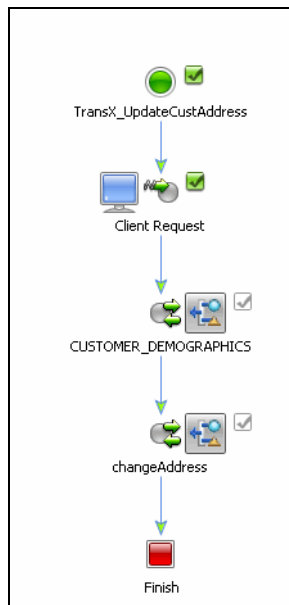 TransX_UpdateCustAddress
Client Request
CUSTOMER_DEMOGRAPHICS
changeAddress
Finish